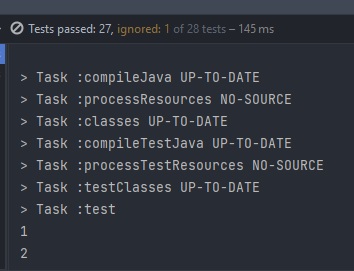 Tests passed: 27, ignored: 1 of 28 tests – 145 ms
> Task :compileJava UP-TO-DATE
> Task :processResources NO-SOURCE
> Task :classes UP-TO-DATE
> Task :compileTestJava UP-TO-DATE
> Task :processTestResources NO-SOURCE
> Task :testClasses UP-TO-DATE
> Task :test
1
2